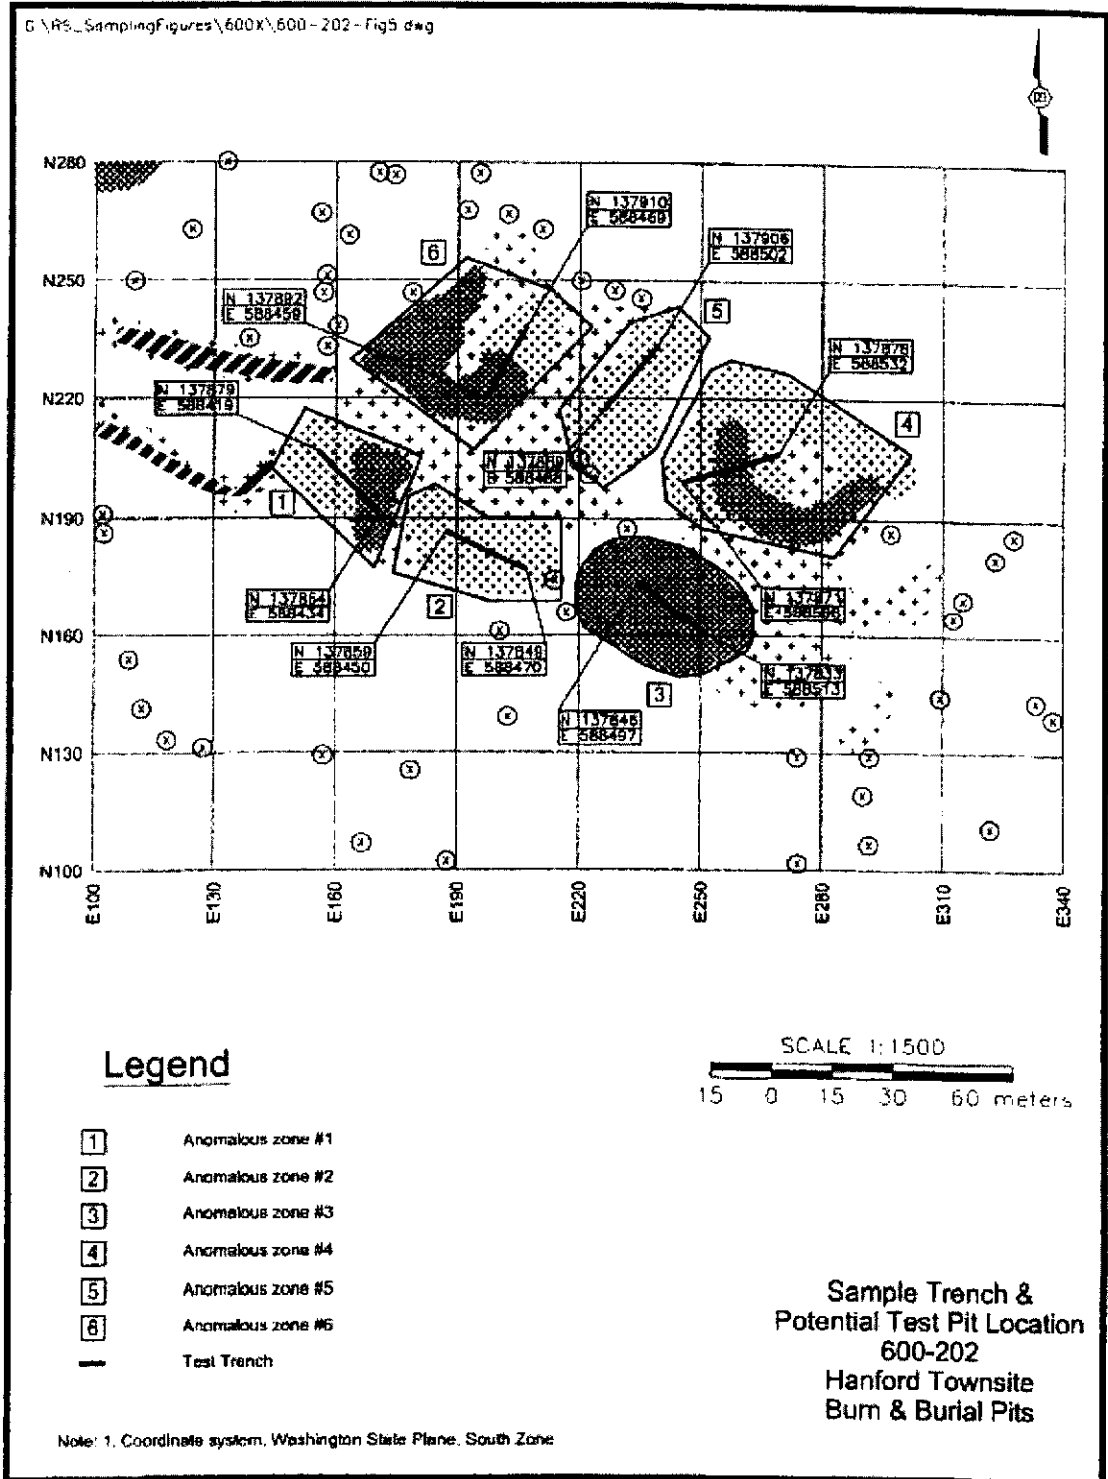 G:\RS_SamplingFigures\600X\600-202-Fig5.dwg
N280
N250
N220
N190
N160
N130
N100
E100
E130
E160
E190
E220
E250
E280
E310
E340
N 137910
E 588469
N 137906
E 588502
6
5
N 137892
E 588459
N 137878
E 588532
N 137879
E 588419
4
1
N 137864
E 588434
2
N 137859
E 588450
N 137849
E 588470
N 137833
E 588513
3
N 137846
E 588497
Legend
SCALE 1:1500
15 0 15 30 60 meters
1 Anomalous zone #1
2 Anomalous zone #2
3 Anomalous zone #3
4 Anomalous zone #4
5 Anomalous zone #5
6 Anomalous zone #6
Test Trench
Sample Trench &
Potential Test Pit Location
600-202
Hanford Townsite
Burn & Burial Pits
Note: 1. Coordinate system, Washington State Plane, South Zone